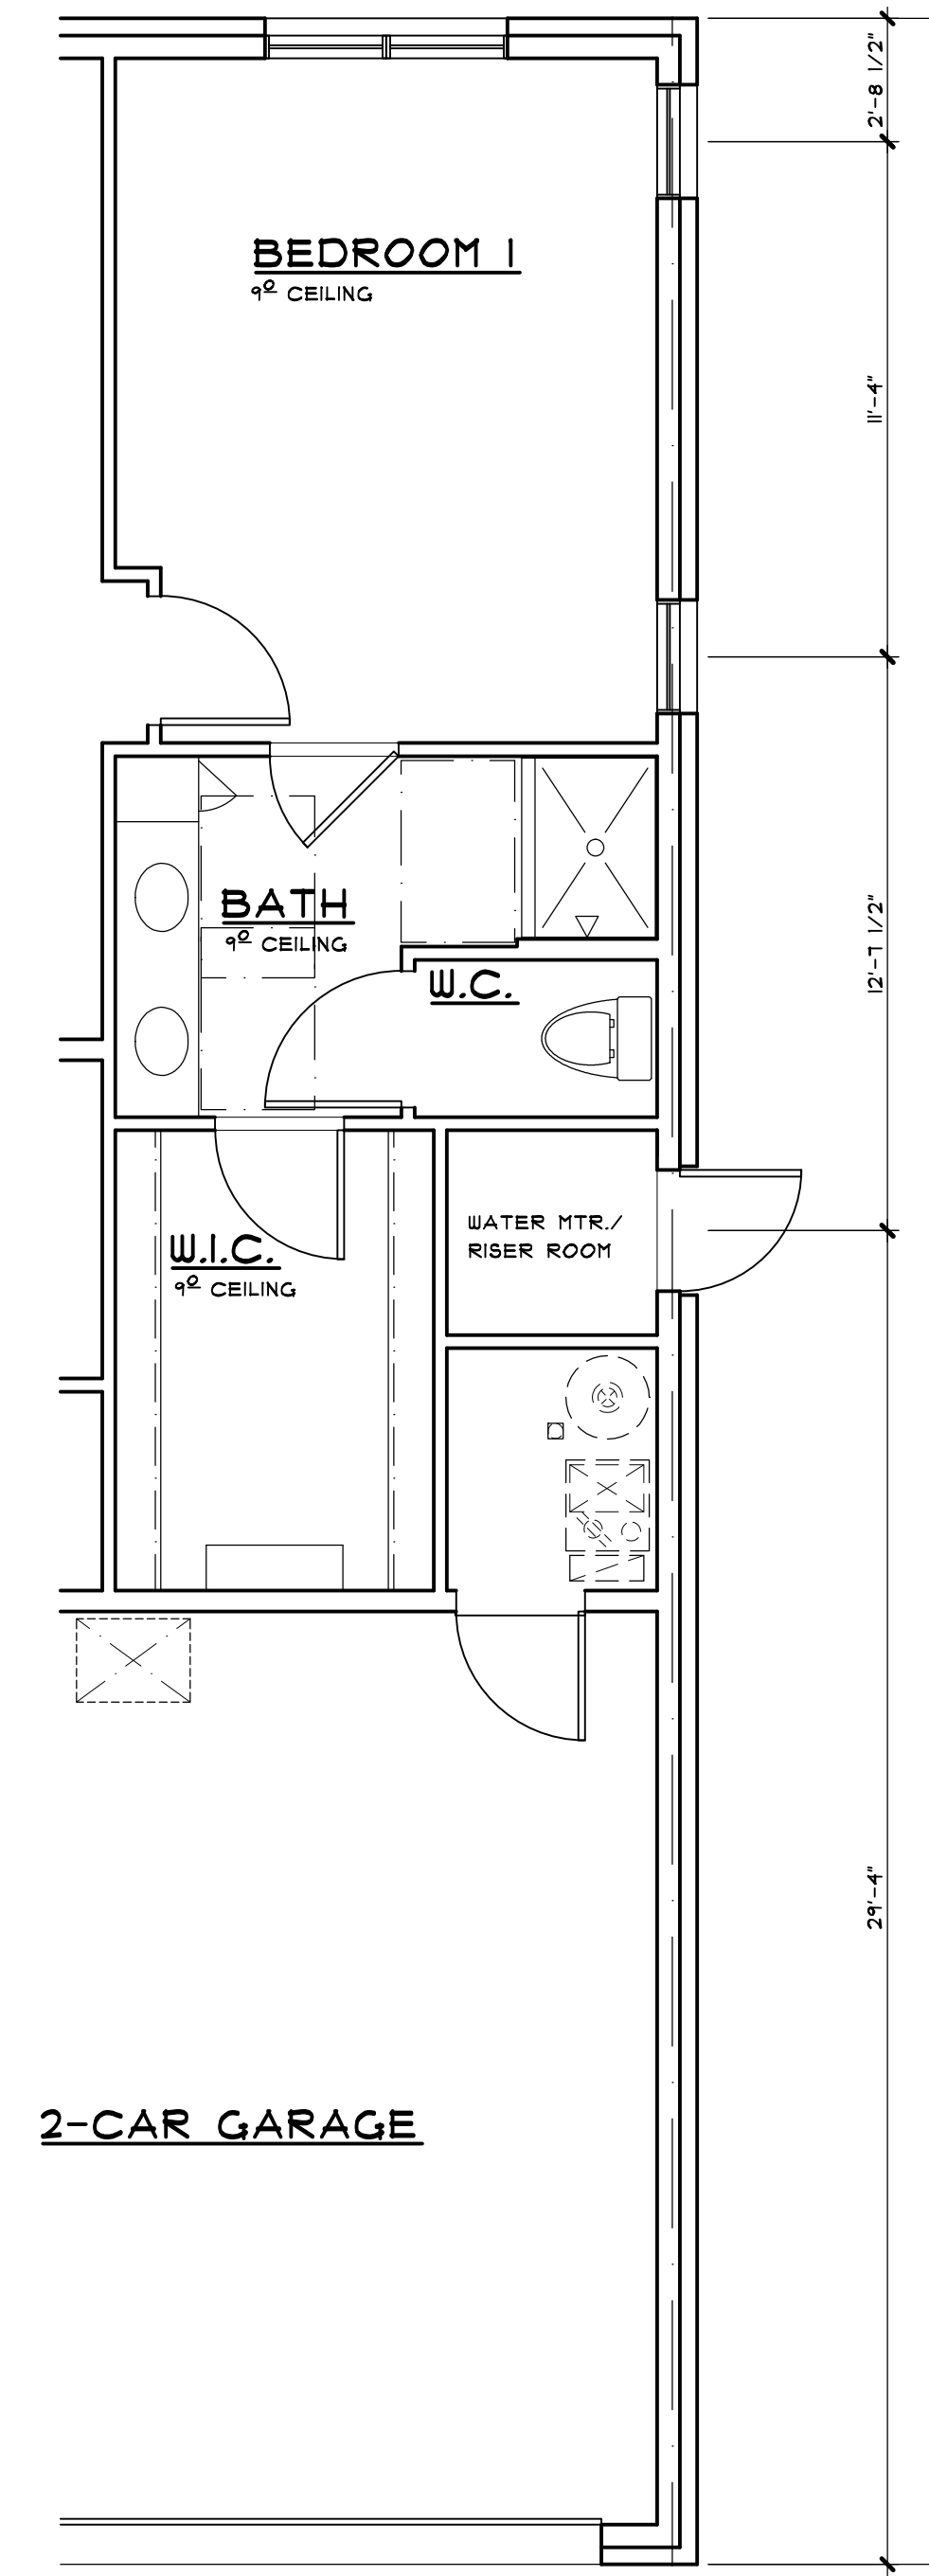 2'-8 1/2"
BEDROOM 1
9⁰ CEILING
11'-4"
BATH
9⁰ CEILING
12'-7 1/2"
W.C.
WATER MTR./
RISER ROOM
W.I.C.
9⁰ CEILING
29'-4"
2-CAR GARAGE